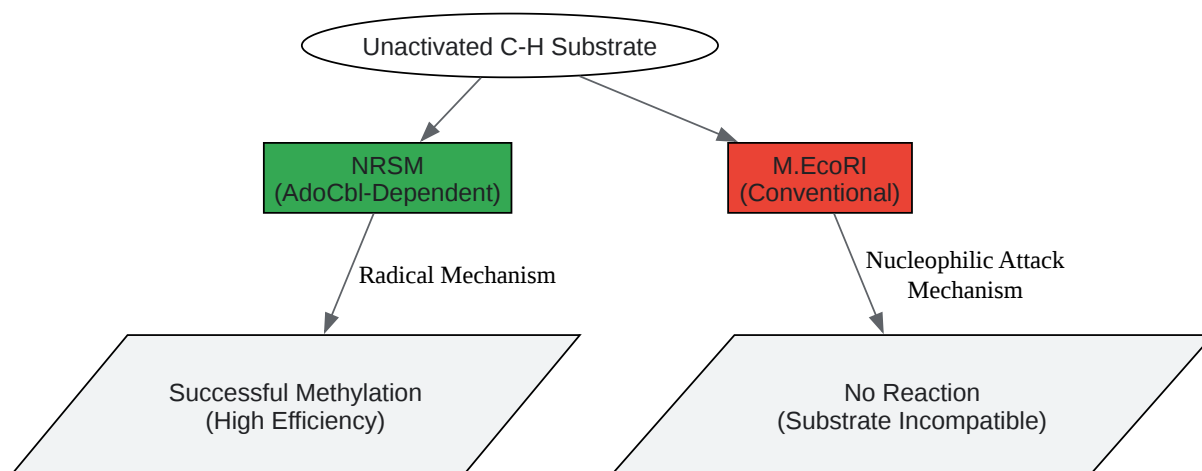 Unactivated C-H Substrate
NRSM
(AdoCbl-Dependent)
M.EcoRI
(Conventional)
Radical Mechanism
Nucleophilic Attack
Mechanism
Successful Methylation
(High Efficiency)
No Reaction
(Substrate Incompatible)